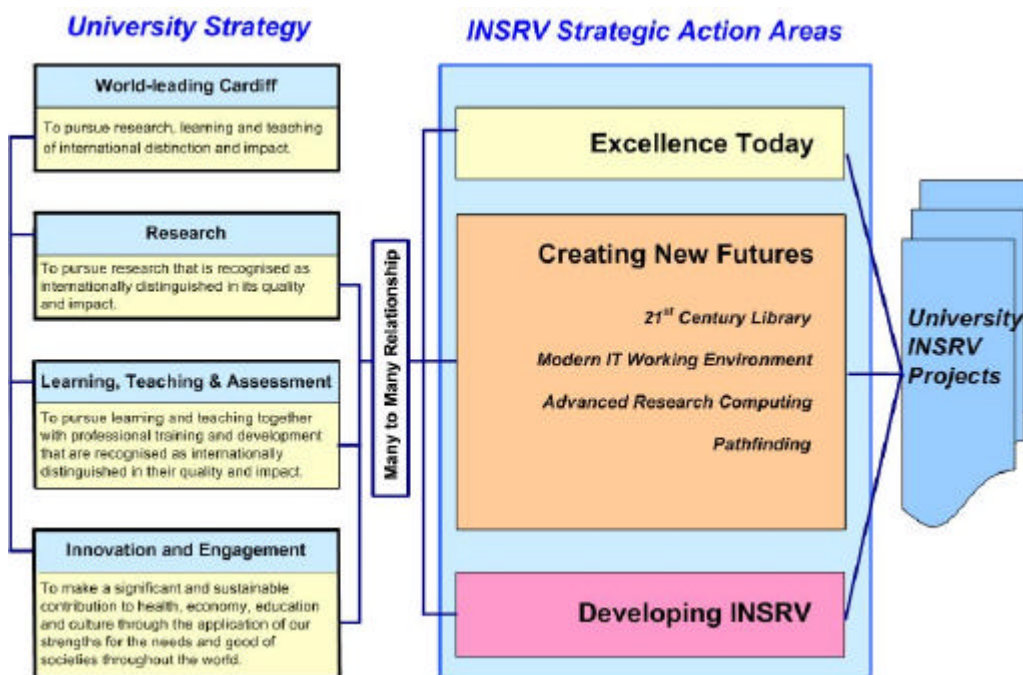 University Strategy
World-leading Cardiff
To pursue research, learning and teaching
of international distinction and impact.
Research
To pursue research that is recognised as
internationally distinguished in its quality
and impact.
Learning, Teaching & Assessment
To pursue learning and teaching together
with professional training and development
that are recognised as internationally
distinguished in their quality and impact.
Innovation and Engagement
To make a significant and sustainable
contribution to health, economy, education
and culture through the application of our
strengths for the needs and good of
societies throughout the world.
Many to Many Relationship
INSRV Strategic Action Areas
Excellence Today
Creating New Futures
21st Century Library
Modern IT Working Environment
Advanced Research Computing
Pathfinding
Developing INSRV
University
INSRV
Projects